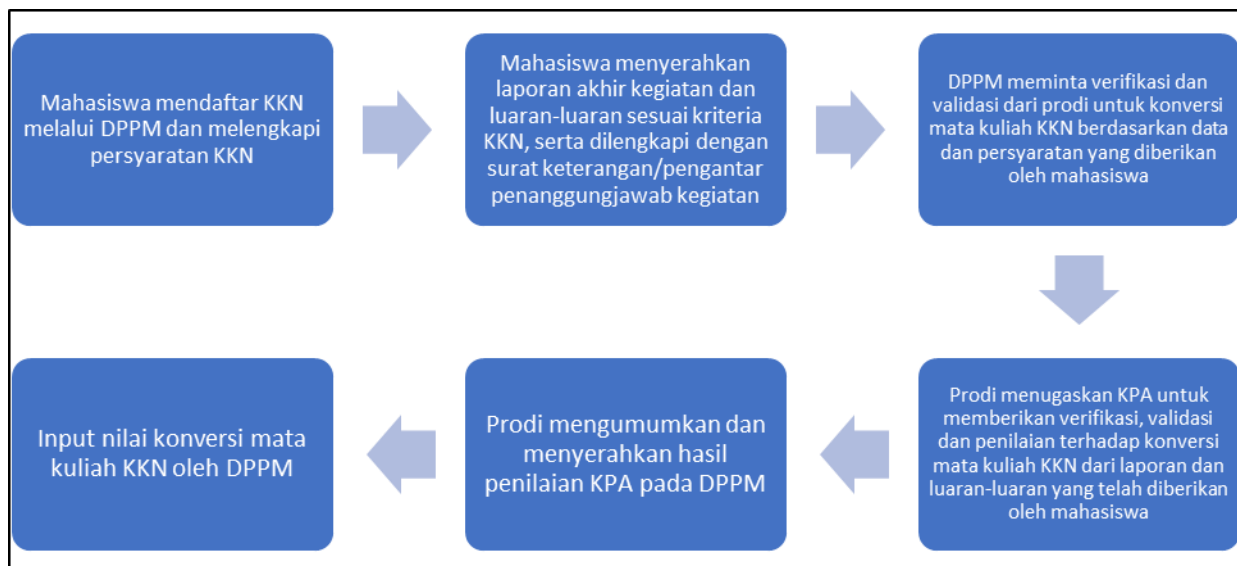 Mahasiswa mendaftar KKN
melalui DPPM dan melengkapi
persyaratan KKN
Mahasiswa menyerahkan
laporan akhir kegiatan dan
luaran-luaran sesuai kriteria
KKN, serta dilengkapi dengan
surat keterangan/pengantar
penanggungjawab kegiatan
DPPM meminta verifikasi dan
validasi dari prodi untuk konversi
mata kuliah KKN berdasarkan data
dan persyaratan yang diberikan
oleh mahasiswa
Prodi menugaskan KPA untuk
memberikan verifikasi, validasi
dan penilaian terhadap konversi
mata kuliah KKN dari laporan dan
luaran-luaran yang telah diberikan
oleh mahasiswa
Prodi mengumumkan dan
menyerahkan hasil
penilaian KPA pada DPPM
Input nilai konversi mata
kuliah KKN oleh DPPM